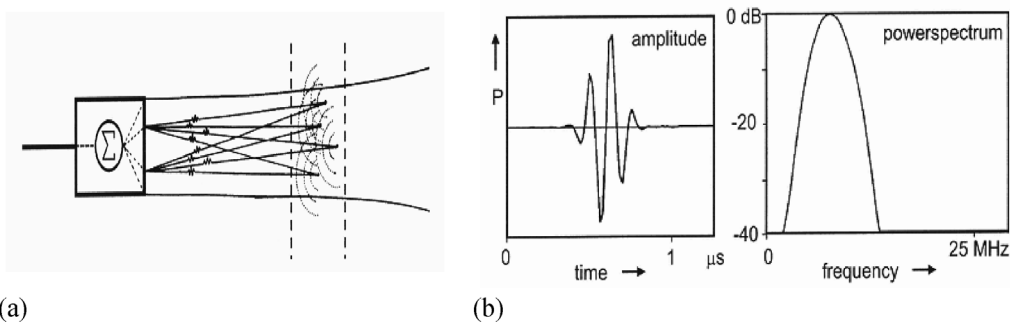 Σ
amplitude
P
0
1
μs
time
0 dB
powerspectrum
-20
-40
0
25 MHz
frequency
(a)
(b)